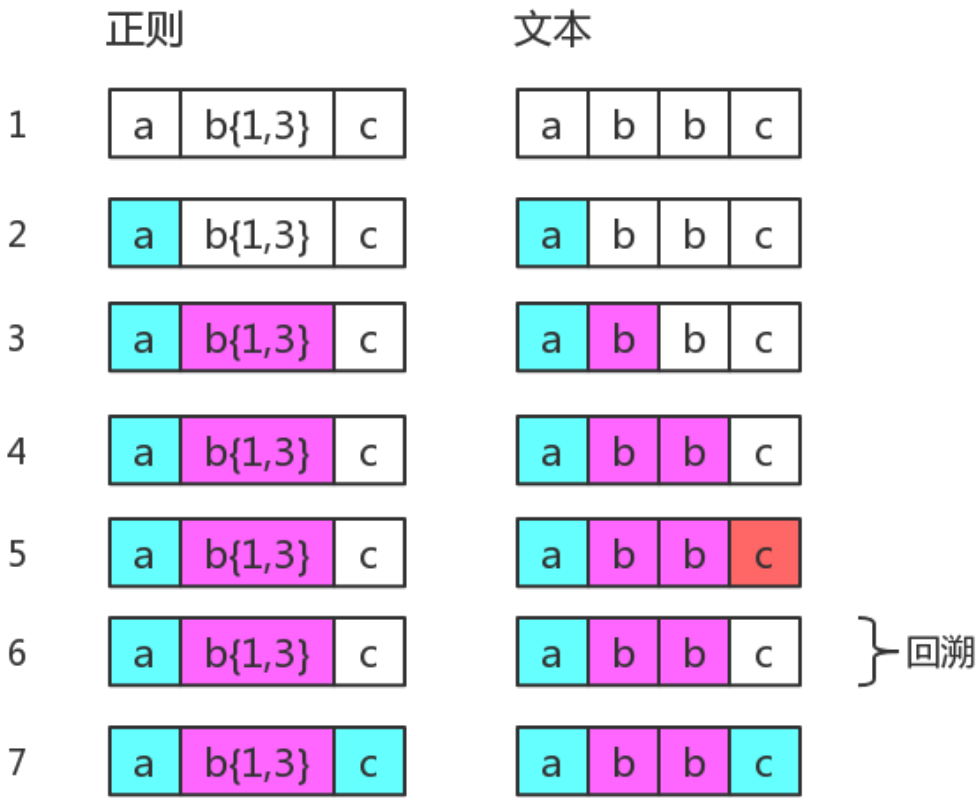 正则 文本
1 a b{1,3} c a b b c
2 a b{1,3} c a b b c
3 a b{1,3} c a b b c
4 a b{1,3} c a b b c
5 a b{1,3} c a b b c
6 a b{1,3} c a b b c 回溯
7 a b{1,3} c a b b c